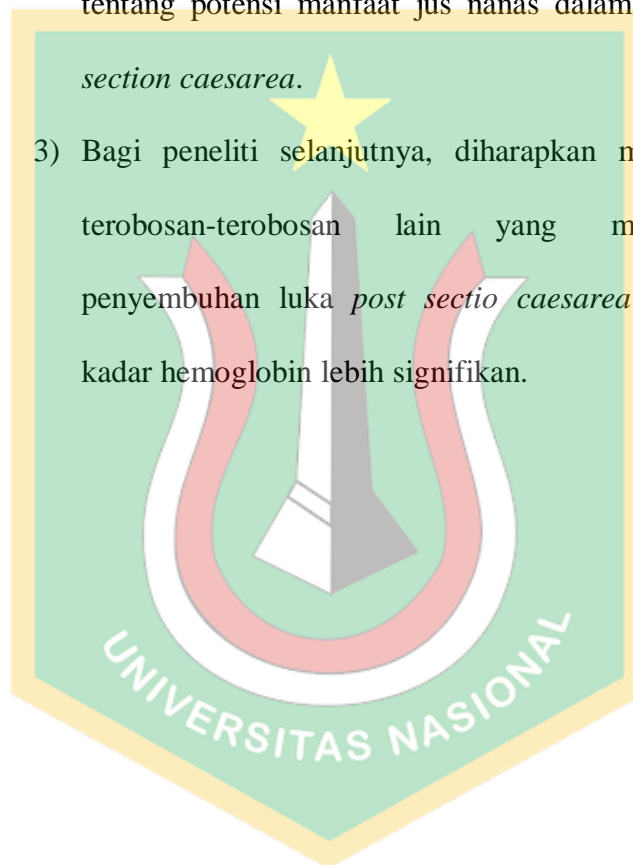 tentang potensi manfaat jus nanas dalam
section caesarea.
3) Bagi peneliti selanjutnya, diharapkan m
terobosan-terobosan lain yang m
penyembuhan luka post sectio caesarea
kadar hemoglobin lebih signifikan.
UNIVERSITAS NASIONAL